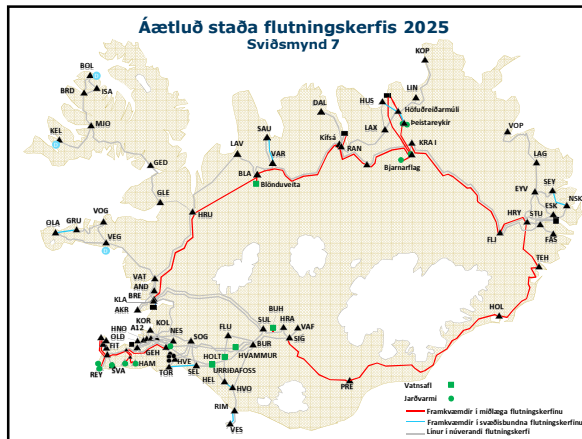 Áætluð staða flutningskerfis 2025
Sviðsmynd 7
KOP
BOL
BRD
ISA
LIN
HUS
DAL
Höfuðreiðarmúli
Þeistareykir
VOP
MJO
KEL
SAU
LAX
Kífsá
RAN
KRA I
LAV
VAR
LAG
GED
BLA
Bjarnarflag
SEY
Blönduveita
EYV
NSK
GLE
ESK
VOG
HRU
HRY
STU
OLA
GRU
FLJ
FAS
VEG
TEH
VAT
AND
BRE
KLA
AKR
HOL
BUH
KOR
KOL
SUL
HRA
VAF
HNO
A12
NES
SOG
FLU
OLD
BUR
SIG
FIT
GEH
HVAMMUR
HVE
HOLT
REY
SVA
HAM
TOR
SEL
URRIÐAFOSS
HEL
PRE
HVO
Vatnsafl
RIM
Jarðvarmi
Framkvæmdir í miðlæga flutningskerfinu
VES
Framkvæmdir í svæðisbundna flutningskerfinu
Línur í núverandi flutningskerfi